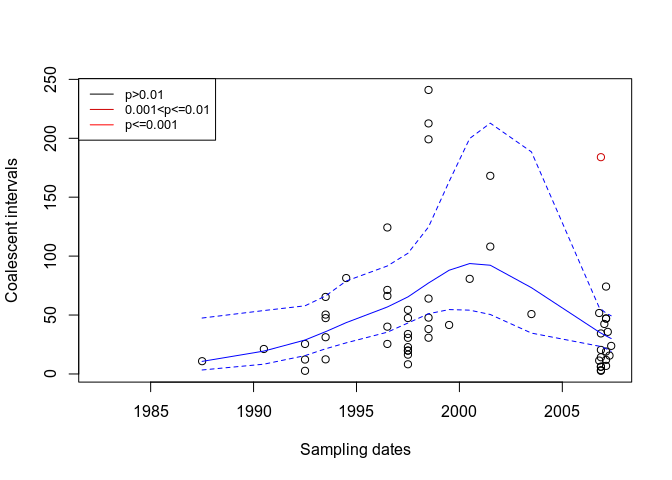 p>0.01
0.001<p<=0.01
p<=0.001
250
200
150
100
50
0
Coalescent intervals
1985 1990 1995 2000 2005
Sampling dates